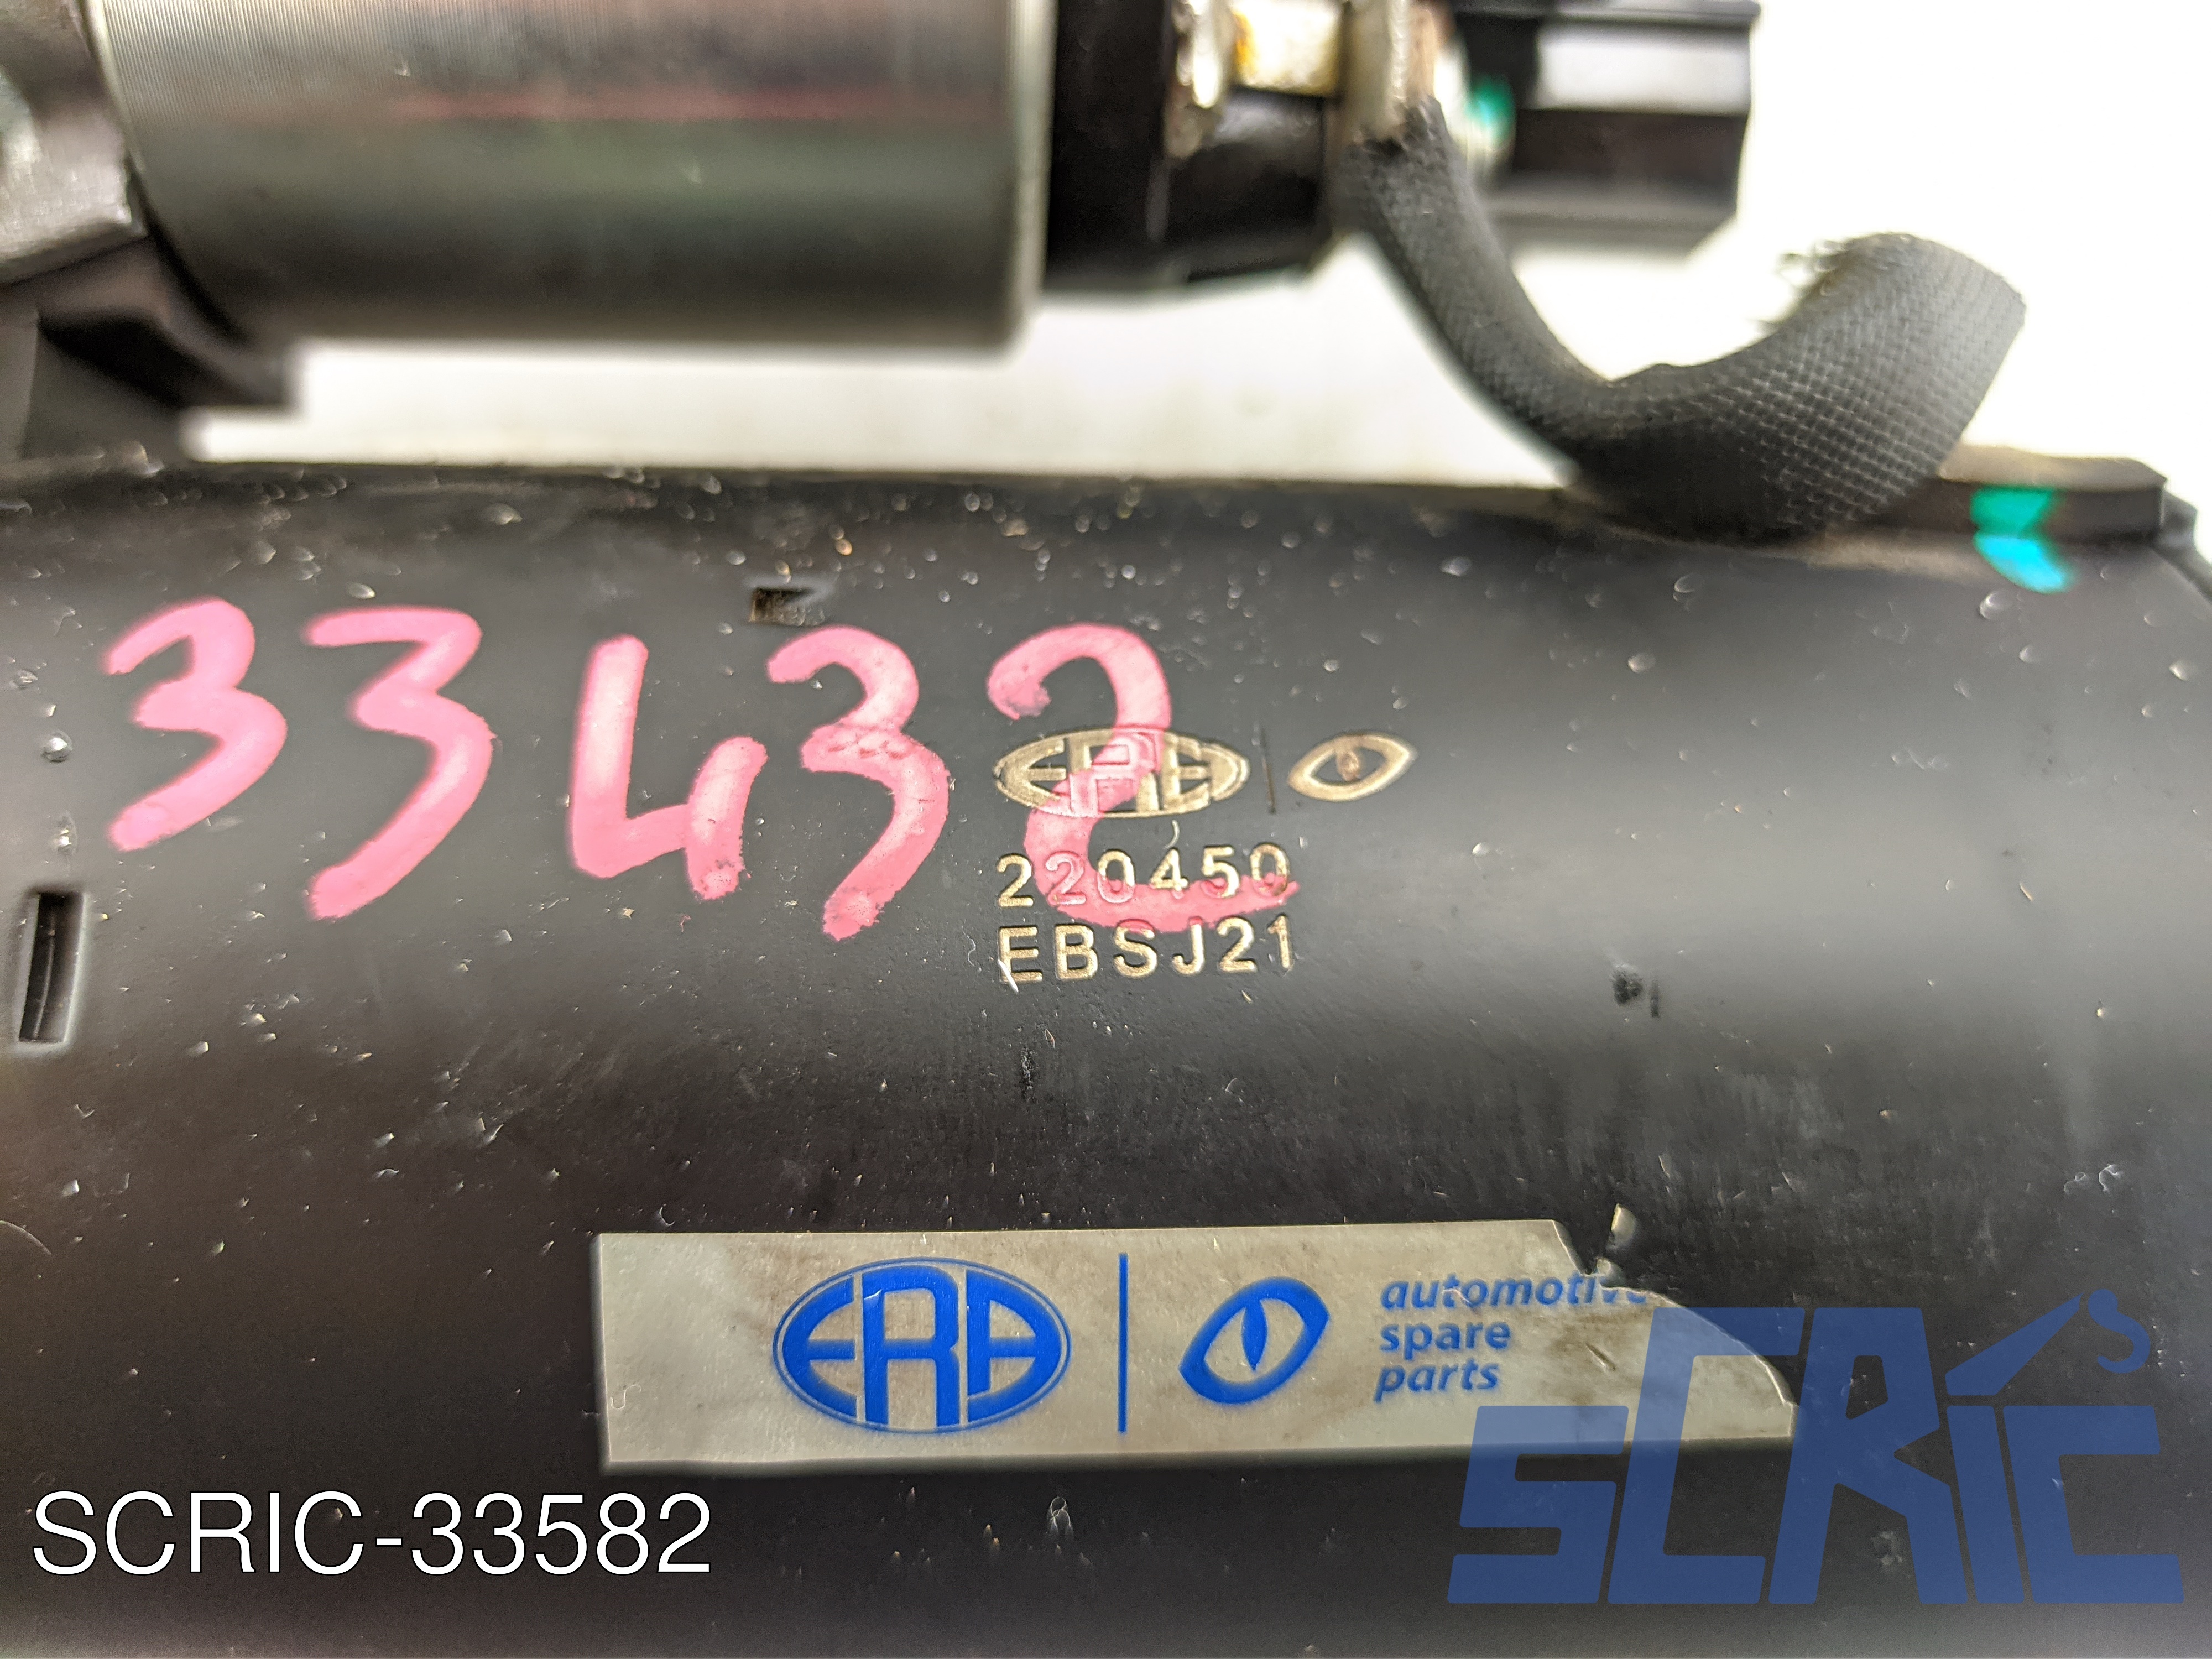 33432
ERA
220450
EBSJ21
ERA
automotive
spare
parts
SCRIC
SCRIC-33582